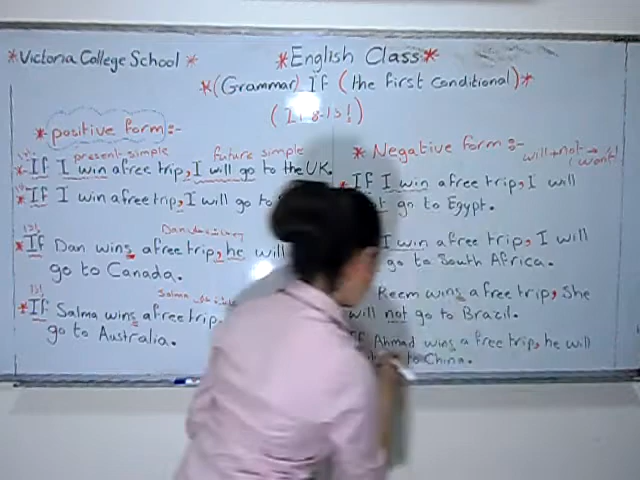 *Victoria College School *
*English Class*
*(Grammar) If (the first conditional)*
*positive form:-
present simple future simple
*If I win a free trip, I will go to the UK.
*If I win a free trip, I will go to
*If Dan wins a free trip, he will
go to Canada.
*If Salma wins a free trip.
go to Australia.
*Negative form:-
will+not→
(won't)
*If I win a free trip, I will
go to Egypt.
I win a free trip, I will
go to South Africa.
Reem wins a free trip, She
will not go to Brazil.
If Ahmad wins a free trip, he will
to China.